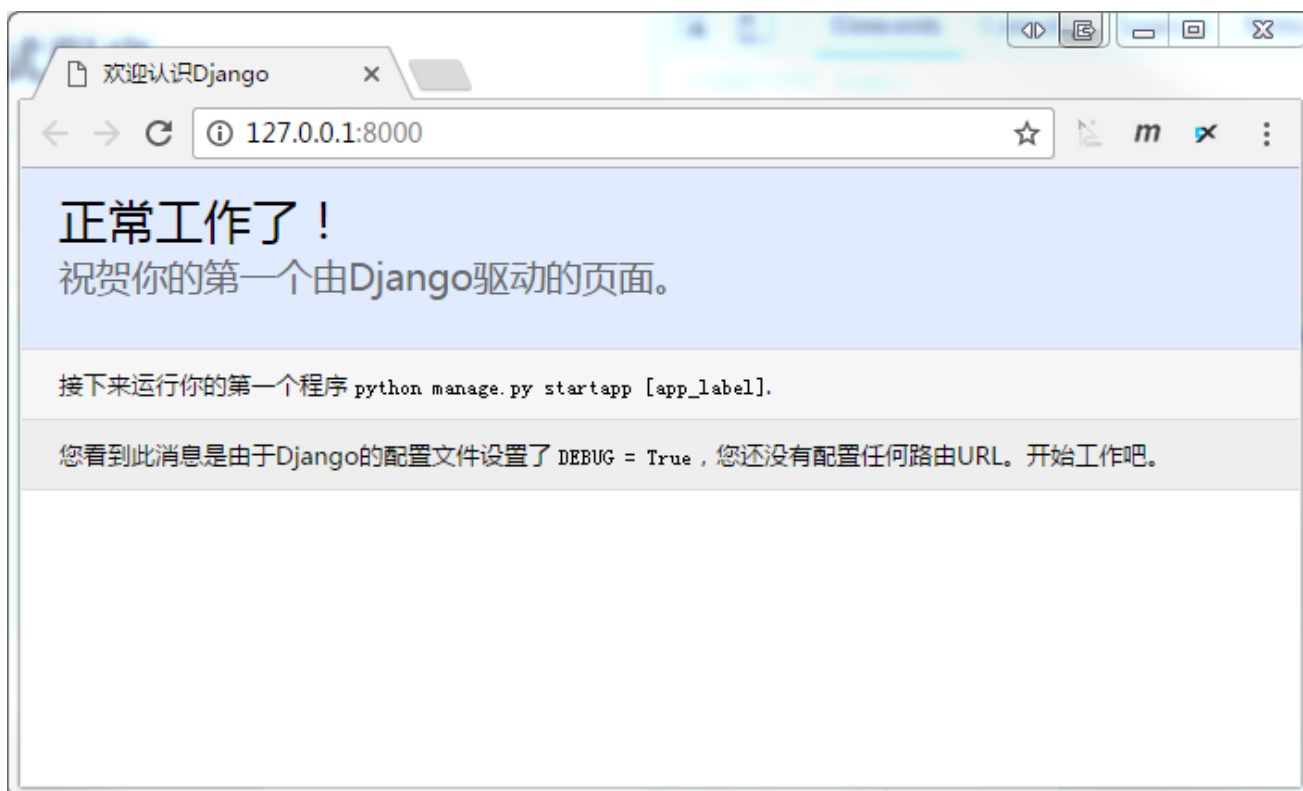 欢迎认识Django
127.0.0.1:8000
正常工作了！
祝贺你的第一个由Django驱动的页面。
接下来运行你的第一个程序 python manage.py startapp [app_label].
您看到此消息是由于Django的配置文件设置了 DEBUG = True，您还没有配置任何路由URL。开始工作吧。